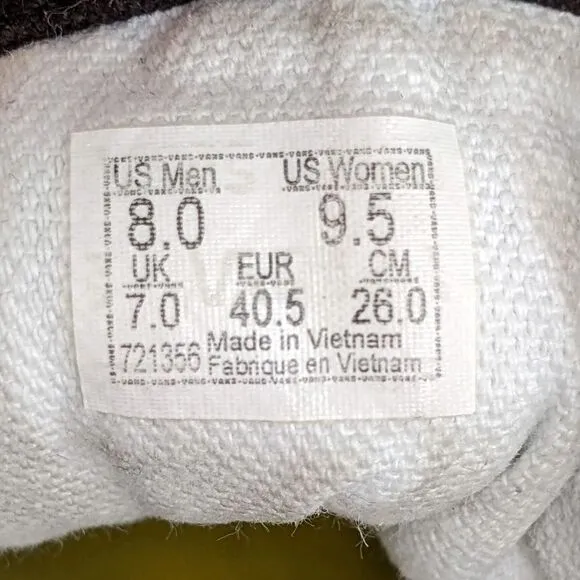 US Men US Women
8.0 9.5
UK EUR CM
7.0 40.5 26.0
721356 Made in Vietnam
Fabrique en Vietnam